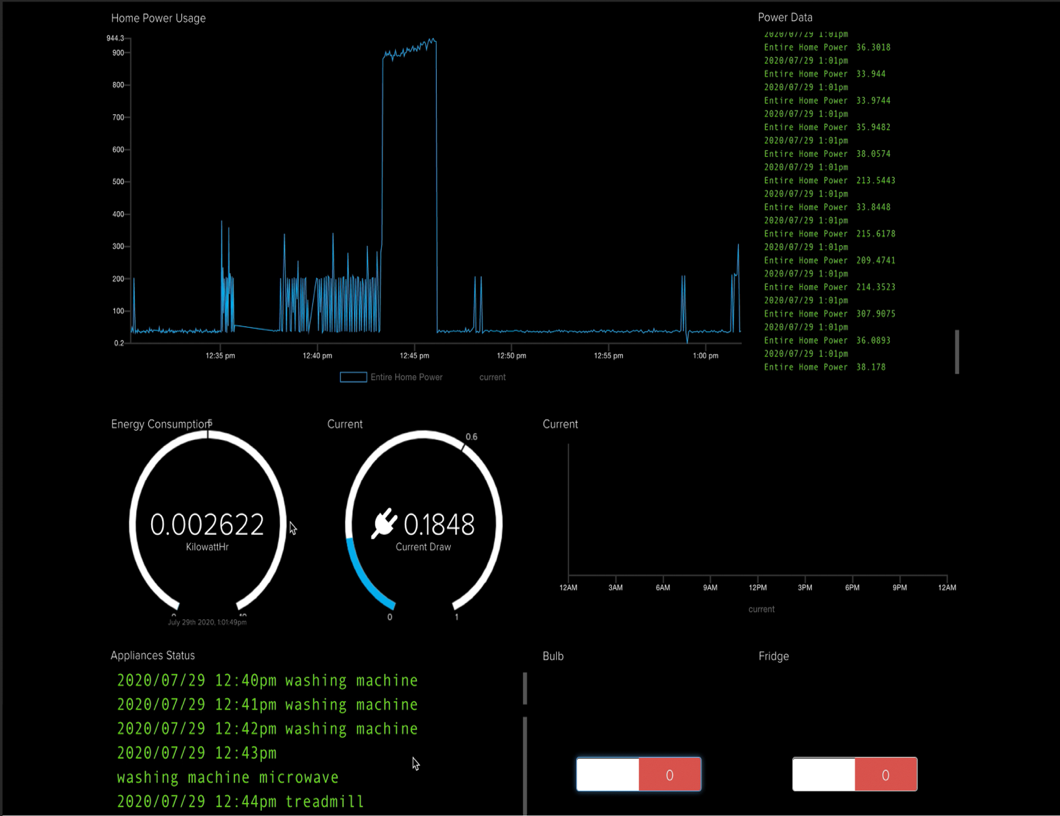 Home Power Usage
944.3
900
800
700
600
500
400
300
200
100
0.2
12:35 pm
12:40 pm
12:45 pm
12:50 pm
12:55 pm
1:00 pm
Entire Home Power
current
Power Data
2020/07/29 1:01pm
Entire Home Power 36.3018
2020/07/29 1:01pm
Entire Home Power 33.944
2020/07/29 1:01pm
Entire Home Power 33.9744
2020/07/29 1:01pm
Entire Home Power 35.9482
2020/07/29 1:01pm
Entire Home Power 38.0574
2020/07/29 1:01pm
Entire Home Power 213.5443
2020/07/29 1:01pm
Entire Home Power 33.8448
2020/07/29 1:01pm
Entire Home Power 215.6178
2020/07/29 1:01pm
Entire Home Power 209.4741
2020/07/29 1:01pm
Entire Home Power 214.3523
2020/07/29 1:01pm
Entire Home Power 307.9075
2020/07/29 1:01pm
Entire Home Power 36.0893
2020/07/29 1:01pm
Entire Home Power 38.178
Energy Consumption
0.002622
KilowattHr
July 29th 2020, 1:01:49pm
Current
0.6
0.1848
Current Draw
0
1
Current
12AM
3AM
6AM
9AM
12PM
3PM
6PM
9PM
12AM
current
Appliances Status
2020/07/29 12:40pm washing machine
2020/07/29 12:41pm washing machine
2020/07/29 12:42pm washing machine
2020/07/29 12:43pm
washing machine microwave
2020/07/29 12:44pm treadmill
Bulb
0
Fridge
0